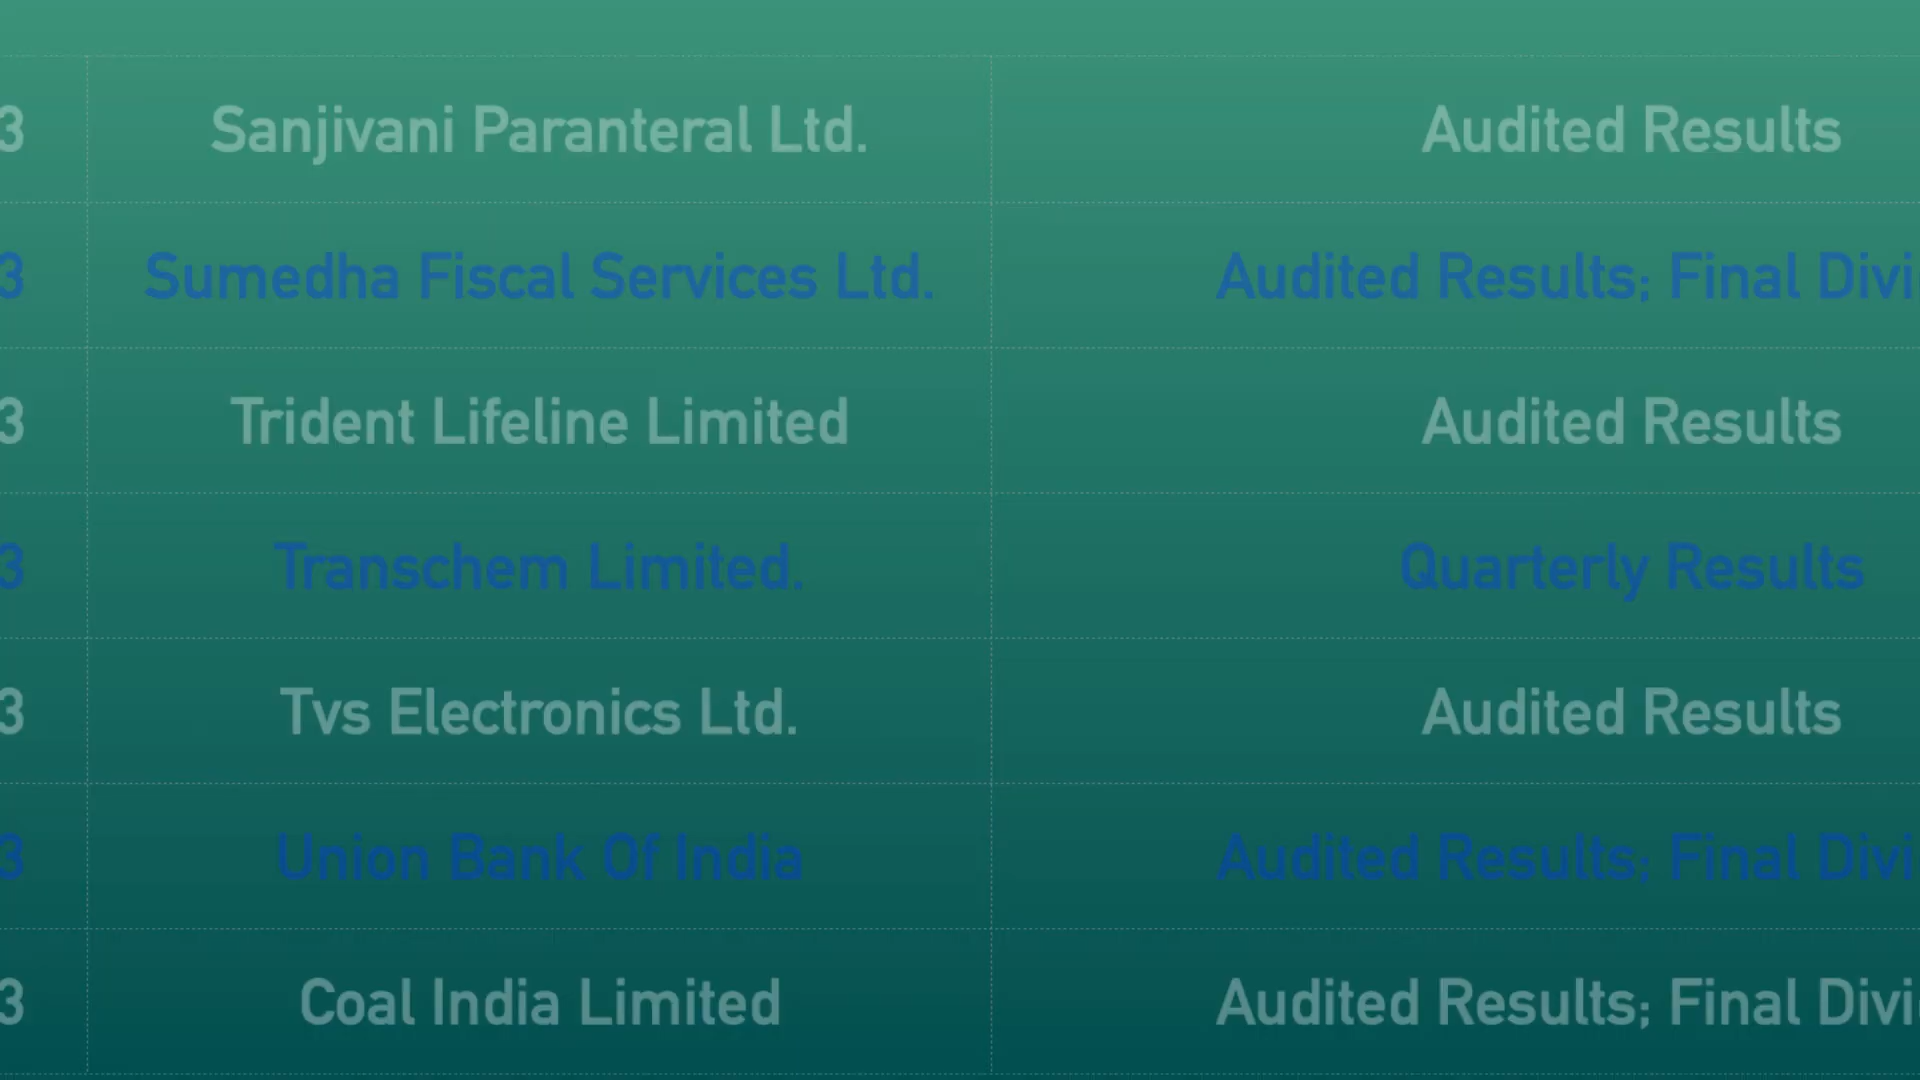 3 Sanjivani Paranteral Ltd. Audited Results
3 Sumedha Fiscal Services Ltd. Audited Results; Final Divi
3 Trident Lifeline Limited Audited Results
3 Transchem Limited. Quarterly Results
3 Tvs Electronics Ltd. Audited Results
3 Union Bank Of India Audited Results; Final Divi
3 Coal India Limited Audited Results; Final Divi